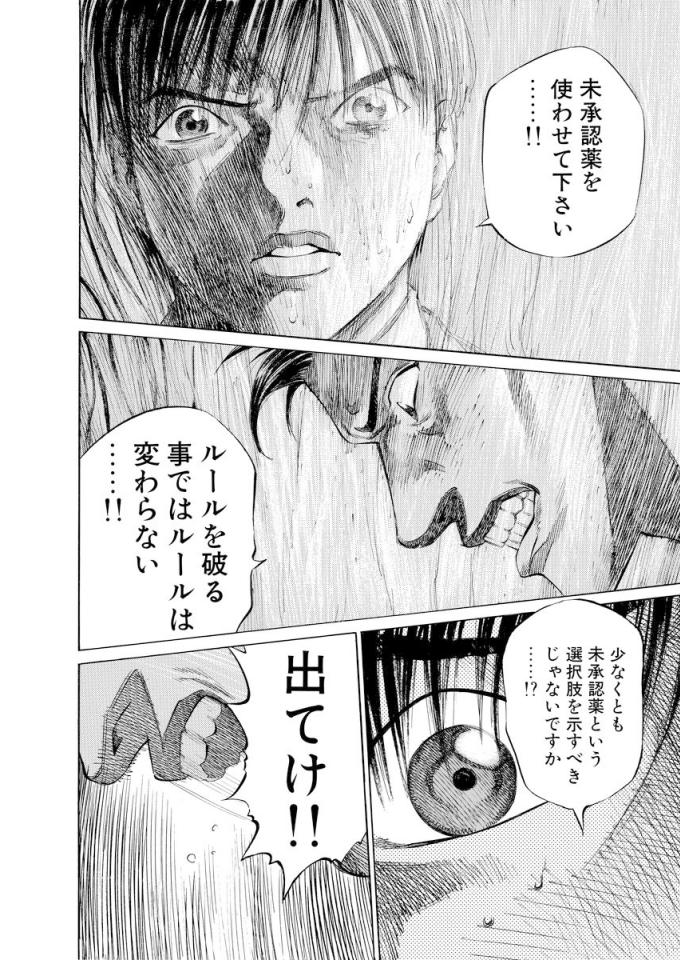 未承認薬を
使わせて下さい
……!!
ルールを破る
事ではルールは
変わらない
……!!
少なくとも
未承認薬という
選択肢を示すべき
じゃないですか
……!?
出てけ!!